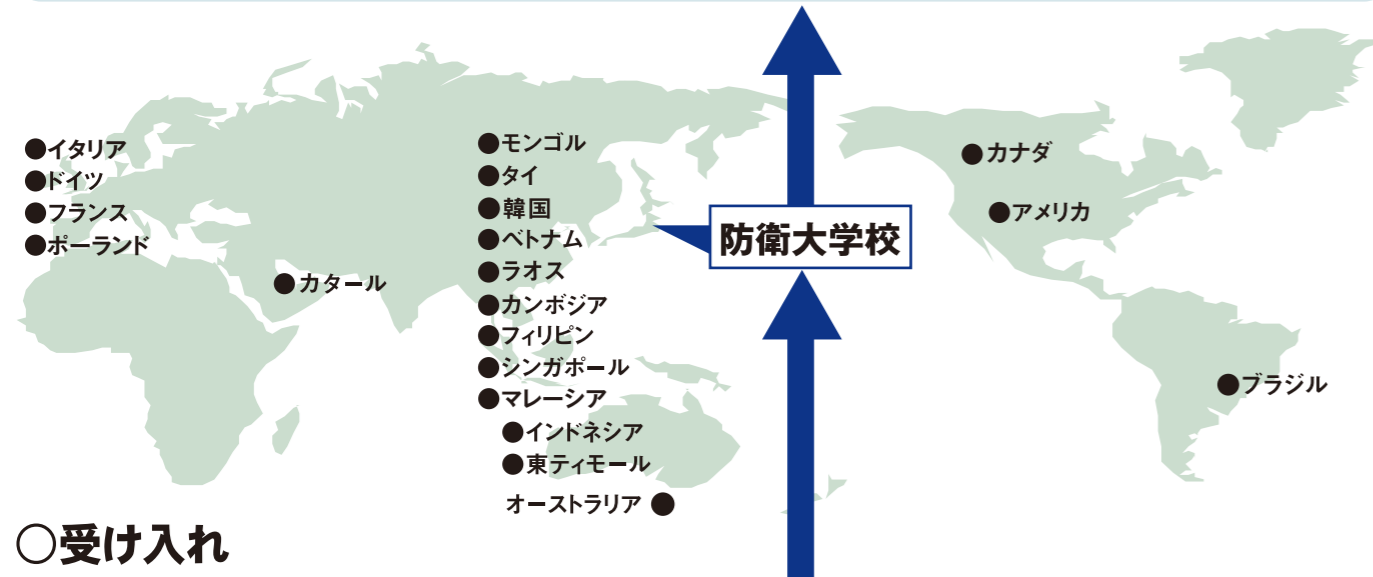 ●イタリア
●ドイツ
●フランス
●ポーランド
●カタール
●モンゴル
●タイ
●韓国
●ベトナム
●ラオス
●カンボジア
●フィリピン
●シンガポール
●マレーシア
●インドネシア
●東ティモール
オーストラリア●
防衛大学校
●カナダ
●アメリカ
●ブラジル
○受け入れ